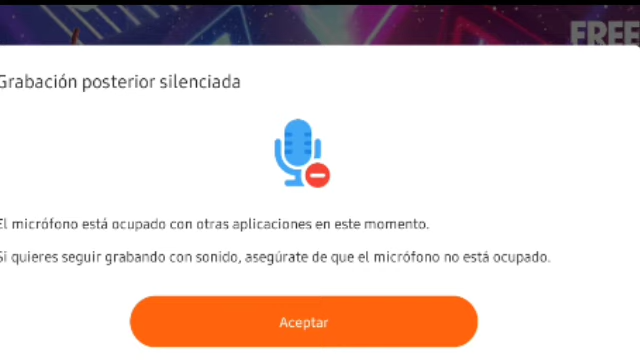 FREE
Grabación posterior silenciada
El micrófono está ocupado con otras aplicaciones en este momento.
Si quieres seguir grabando con sonido, asegúrate de que el micrófono no está ocupado.
Aceptar